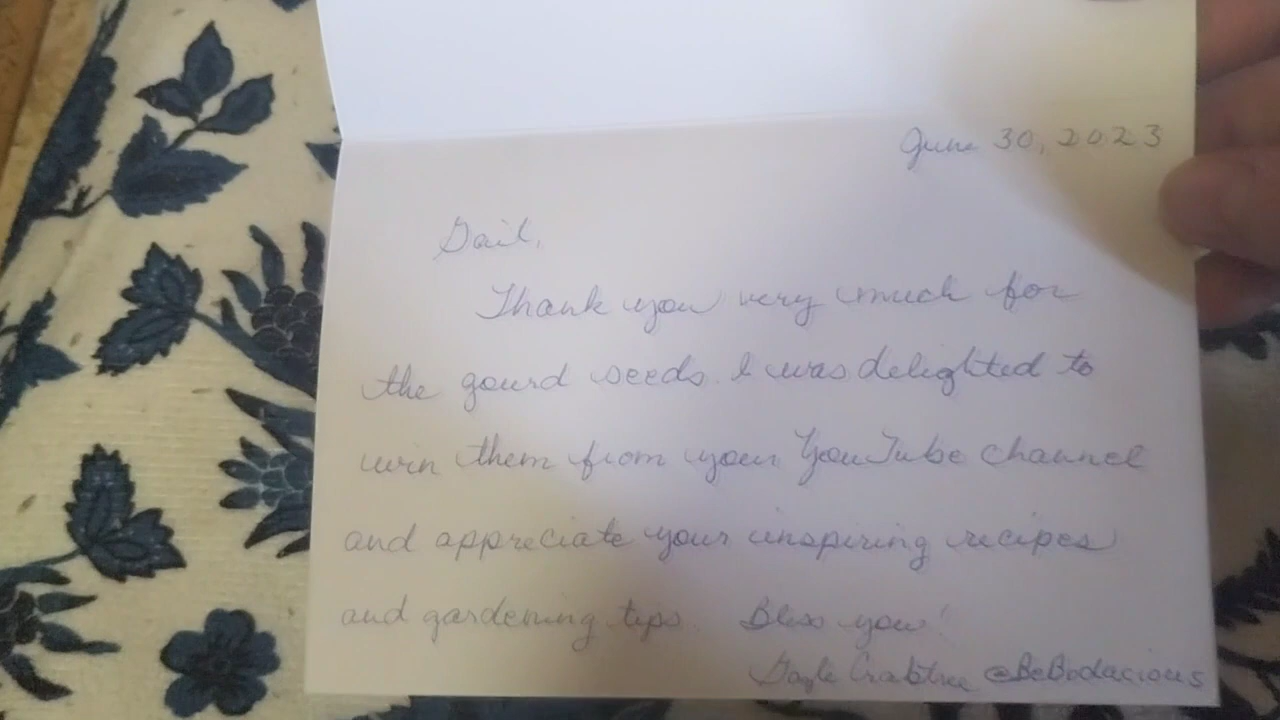 June 30, 2023
Gail,
Thank you very much for
the gourd seeds. I was delighted to
win them from your YouTube channel
and appreciate your inspiring recipes
and gardening tips. Bless you!
Gayle Crabtree @BeBodacious